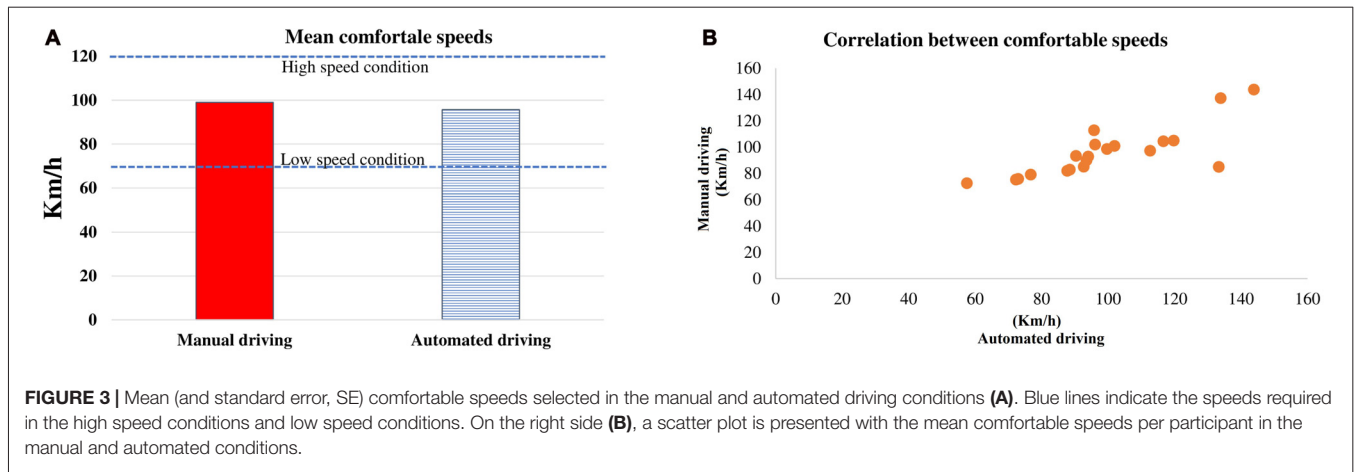 A
Mean comfortale speeds
120
High speed condition
100
80
Low speed condition
60
40
20
0
Km/h
Manual driving Automated driving
B
Correlation between comfortable speeds
160
140
120
100
80
60
40
20
0
Manual driving
(Km/h)
0 20 40 60 80 100 120 140 160
(Km/h)
Automated driving
FIGURE 3 | Mean (and standard error, SE) comfortable speeds selected in the manual and automated driving conditions (A). Blue lines indicate the speeds required
in the high speed conditions and low speed conditions. On the right side (B), a scatter plot is presented with the mean comfortable speeds per participant in the
manual and automated conditions.